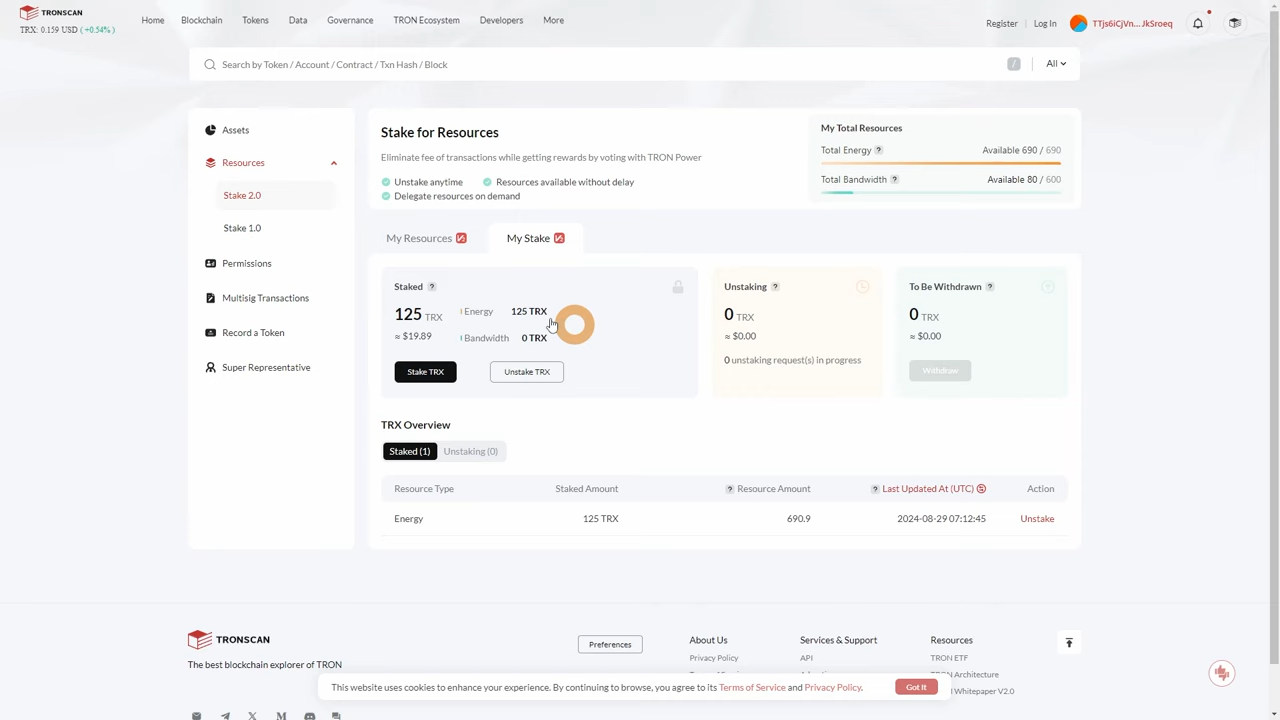 TRONSCAN
TRX: 0.159 USD ( +0.54% )
Home Blockchain Tokens Data Governance TRON Ecosystem Developers More
Register Log In TTjs6iCjVn...JkSroeq
Search by Token / Account / Contract / Txn Hash / Block / All
Assets
Resources
Stake 2.0
Stake 1.0
Permissions
Multisig Transactions
Record a Token
Super Representative
Stake for Resources
Eliminate fee of transactions while getting rewards by voting with TRON Power
Unstake anytime Resources available without delay
Delegate resources on demand
My Total Resources
Total Energy ? Available 690 / 690
Total Bandwidth ? Available 80 / 600
My Resources My Stake
Staked ?
125 TRX
≈ $19.89
Energy 125 TRX
Bandwidth 0 TRX
Stake TRX Unstake TRX
Unstaking ?
0 TRX
≈ $0.00
0 unstaking request(s) in progress
To Be Withdrawn ?
0 TRX
≈ $0.00
Withdraw
TRX Overview
Staked (1) Unstaking (0)
Resource Type Staked Amount ? Resource Amount ? Last Updated At (UTC) Action
Energy 125 TRX 690.9 2024-08-29 07:12:45 Unstake
TRONSCAN
The best blockchain explorer of TRON
Preferences
About Us
Privacy Policy
Services & Support
API
Resources
TRON ETF
Architecture
Whitepaper V2.0
This website uses cookies to enhance your experience. By continuing to browse, you agree to its Terms of Service and Privacy Policy. Got It